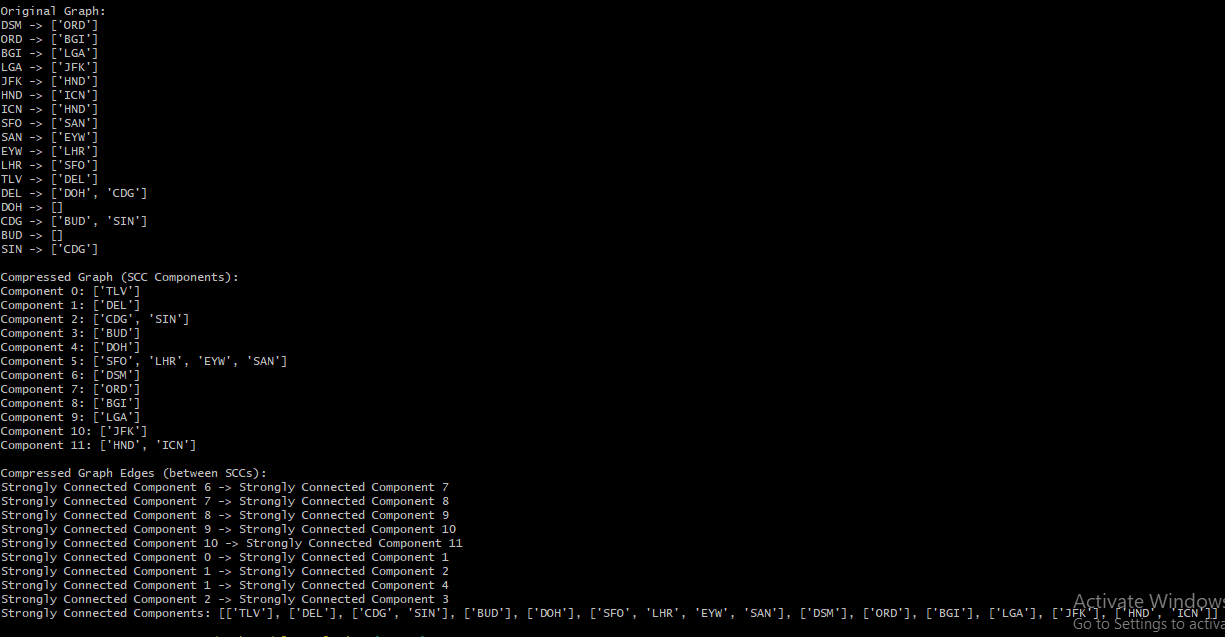 Original Graph:
DSM -> ['ORD']
ORD -> ['BGI']
BGI -> ['LGA']
LGA -> ['JFK']
JFK -> ['HND']
HND -> ['ICN']
ICN -> ['HND']
SFO -> ['SAN']
SAN -> ['EYW']
EYW -> ['LHR']
LHR -> ['SFO']
TLV -> ['DEL']
DEL -> ['DOH', 'CDG']
DOH -> []
CDG -> ['BUD', 'SIN']
BUD -> []
SIN -> ['CDG']
Compressed Graph (SCC Components):
Component 0: ['TLV']
Component 1: ['DEL']
Component 2: ['CDG', 'SIN']
Component 3: ['BUD']
Component 4: ['DOH']
Component 5: ['SFO', 'LHR', 'EYW', 'SAN']
Component 6: ['DSM']
Component 7: ['ORD']
Component 8: ['BGI']
Component 9: ['LGA']
Component 10: ['JFK']
Component 11: ['HND', 'ICN']
Compressed Graph Edges (between SCCs):
Strongly Connected Component 6 -> Strongly Connected Component 7
Strongly Connected Component 7 -> Strongly Connected Component 8
Strongly Connected Component 8 -> Strongly Connected Component 9
Strongly Connected Component 9 -> Strongly Connected Component 10
Strongly Connected Component 10 -> Strongly Connected Component 11
Strongly Connected Component 0 -> Strongly Connected Component 1
Strongly Connected Component 1 -> Strongly Connected Component 2
Strongly Connected Component 1 -> Strongly Connected Component 4
Strongly Connected Component 2 -> Strongly Connected Component 3
Strongly Connected Components: [['TLV'], ['DEL'], ['CDG', 'SIN'], ['BUD'], ['DOH'], ['SFO', 'LHR', 'EYW', 'SAN'], ['DSM'], ['ORD'], ['BGI'], ['LGA'], ['JFK'], ['HND', 'ICN']]
Activate Windows
Go to Settings to activa